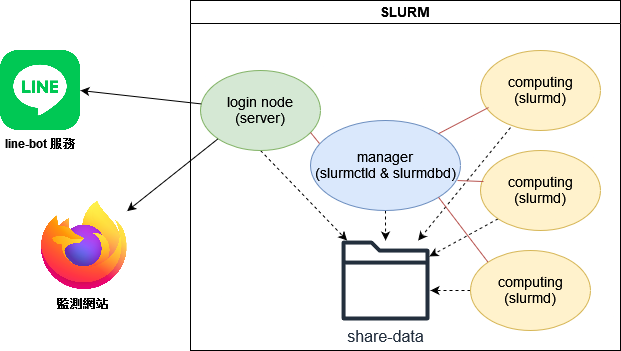 SLURM
LINE
line-bot 服務
監測網站
login node
(server)
manager
(slurmctld & slurmdbd)
computing
(slurmd)
computing
(slurmd)
computing
(slurmd)
share-data